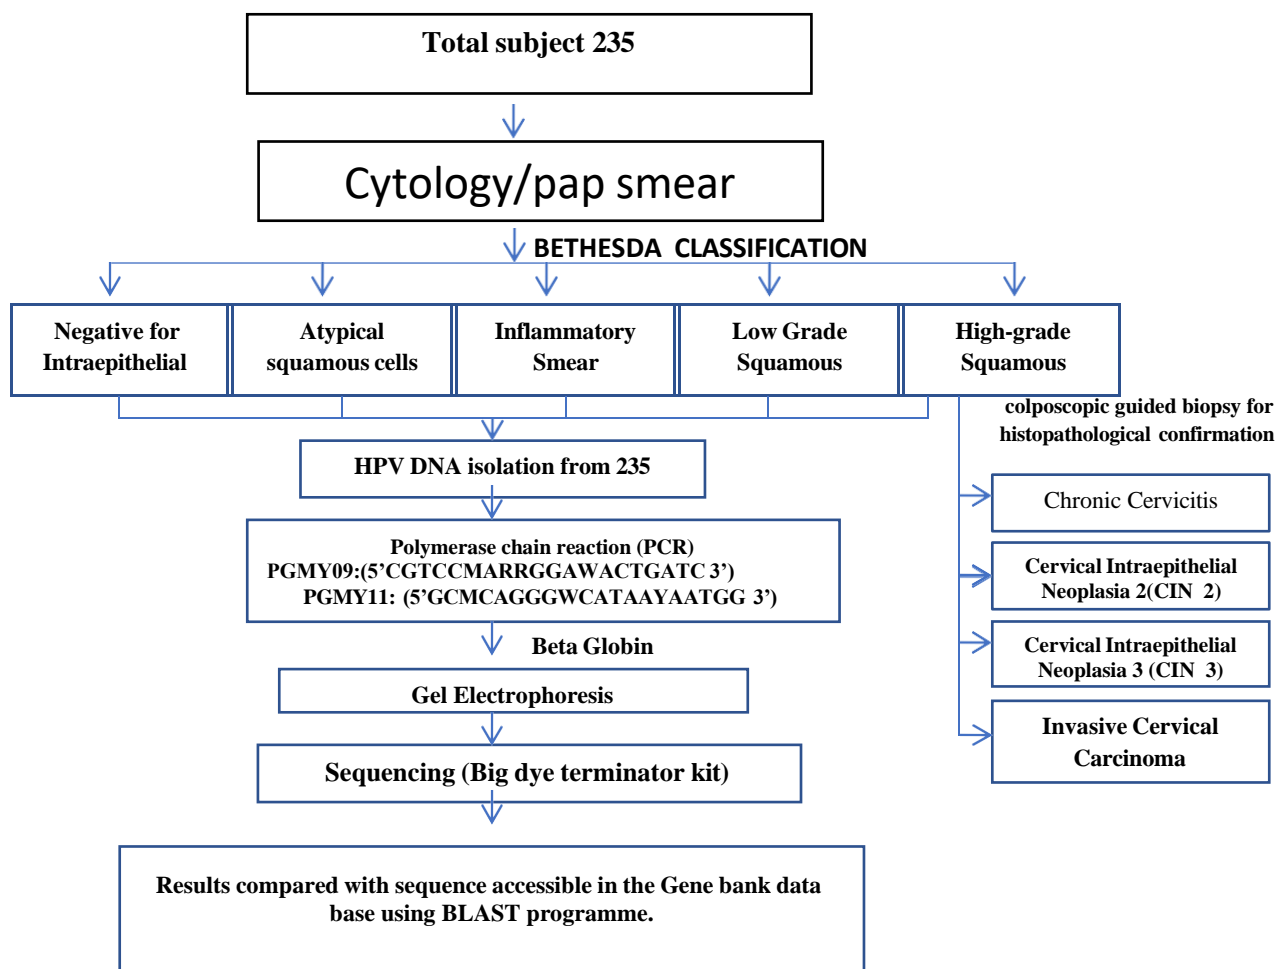 Total subject 235
Cytology/pap smear
BETHESDA CLASSIFICATION
Negative for
Intraepithelial
Atypical
squamous cells
Inflammatory
Smear
Low Grade
Squamous
High-grade
Squamous
colposcopic guided biopsy for
histopathological confirmation
HPV DNA isolation from 235
Chronic Cervicitis
Polymerase chain reaction (PCR)
PGMY09:(5’CGTCCMARRGGAWACTGATC 3’)
PGMY11: (5’GCMCAGGGWCATAAYAATGG 3’)
Cervical Intraepithelial
Neoplasia 2(CIN 2)
Beta Globin
Cervical Intraepithelial
Neoplasia 3 (CIN 3)
Gel Electrophoresis
Invasive Cervical
Carcinoma
Sequencing (Big dye terminator kit)
Results compared with sequence accessible in the Gene bank data
base using BLAST programme.